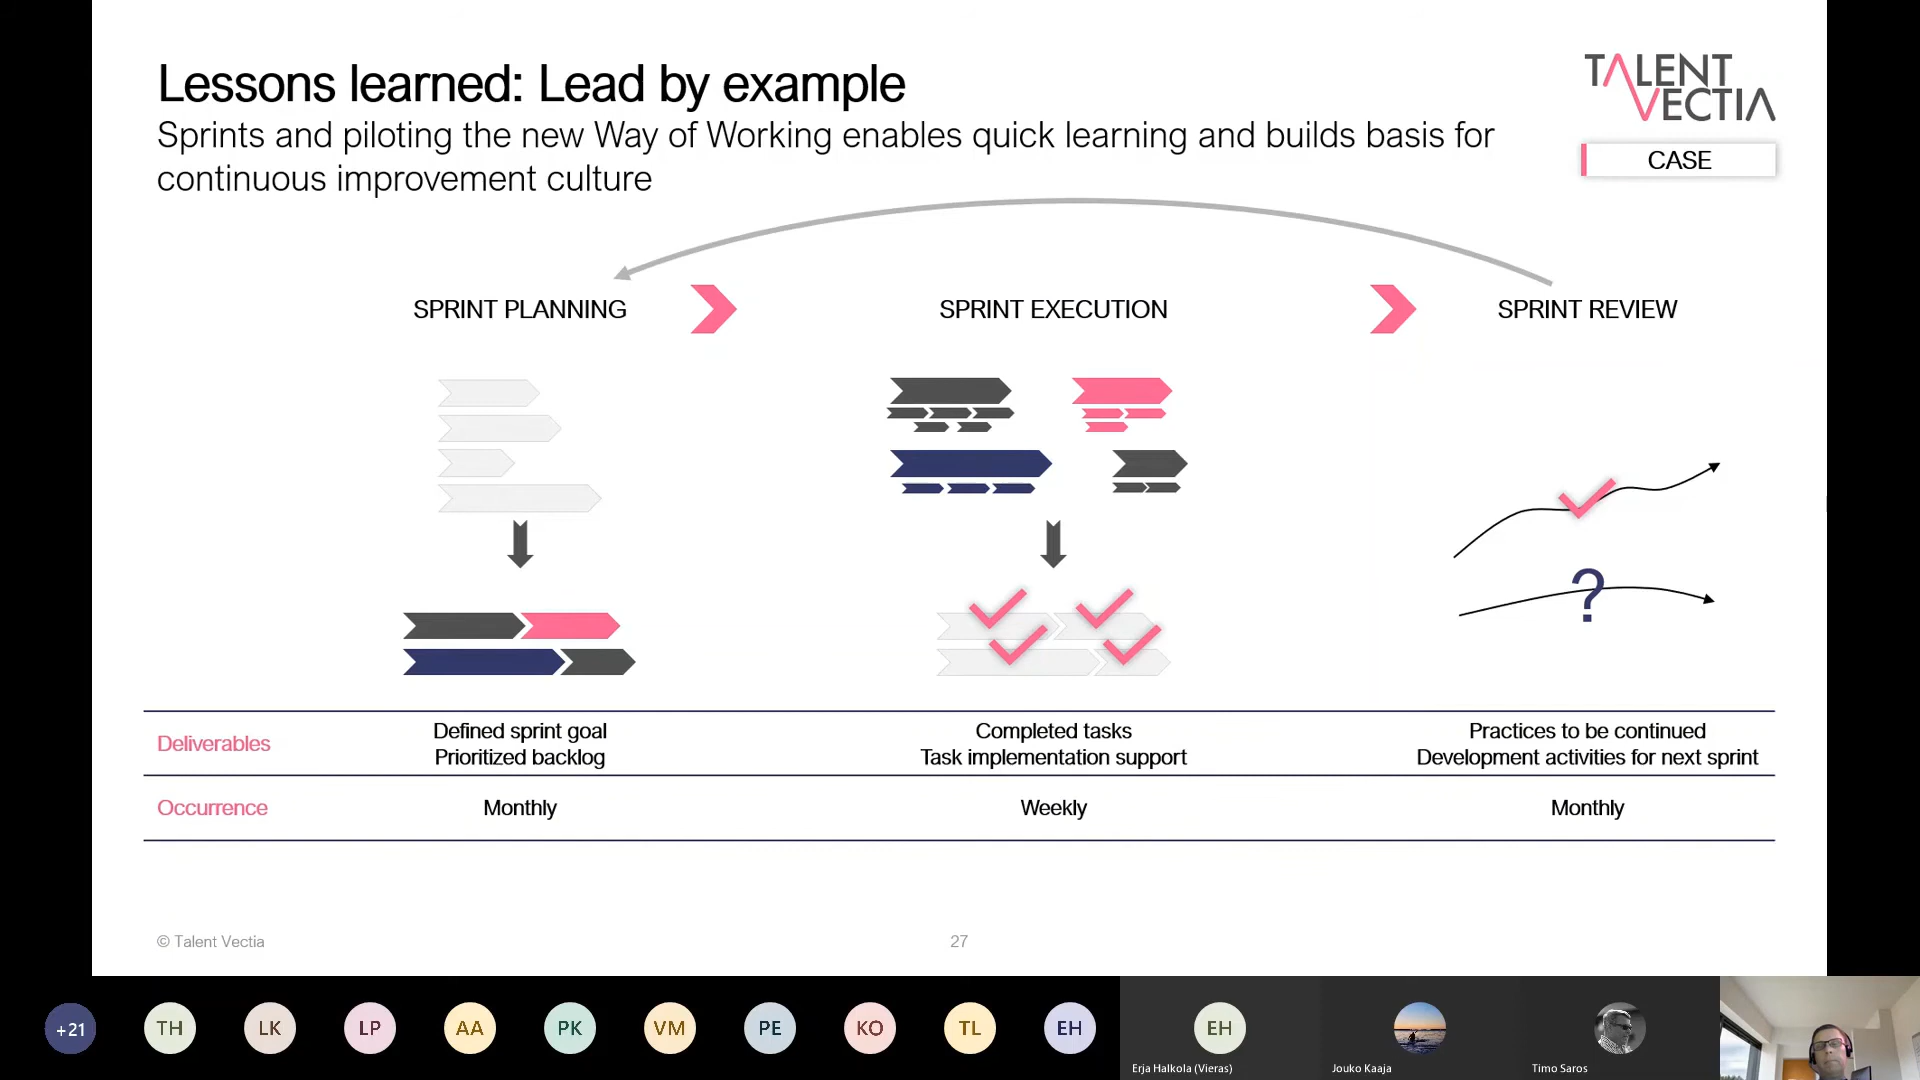 Lessons learned: Lead by example
Sprints and piloting the new Way of Working enables quick learning and builds basis for
continuous improvement culture
TALENT
VECTIA
CASE
SPRINT PLANNING
SPRINT EXECUTION
SPRINT REVIEW
?
Deliverables
Defined sprint goal
Prioritized backlog
Completed tasks
Task implementation support
Practices to be continued
Development activities for next sprint
Occurrence
Monthly
Weekly
Monthly
© Talent Vectia
27
+21
TH
LK
LP
AA
PK
VM
PE
KO
TL
EH
EH
Erja Halkola (Vieras)
Jouko Kaaja
Timo Saros